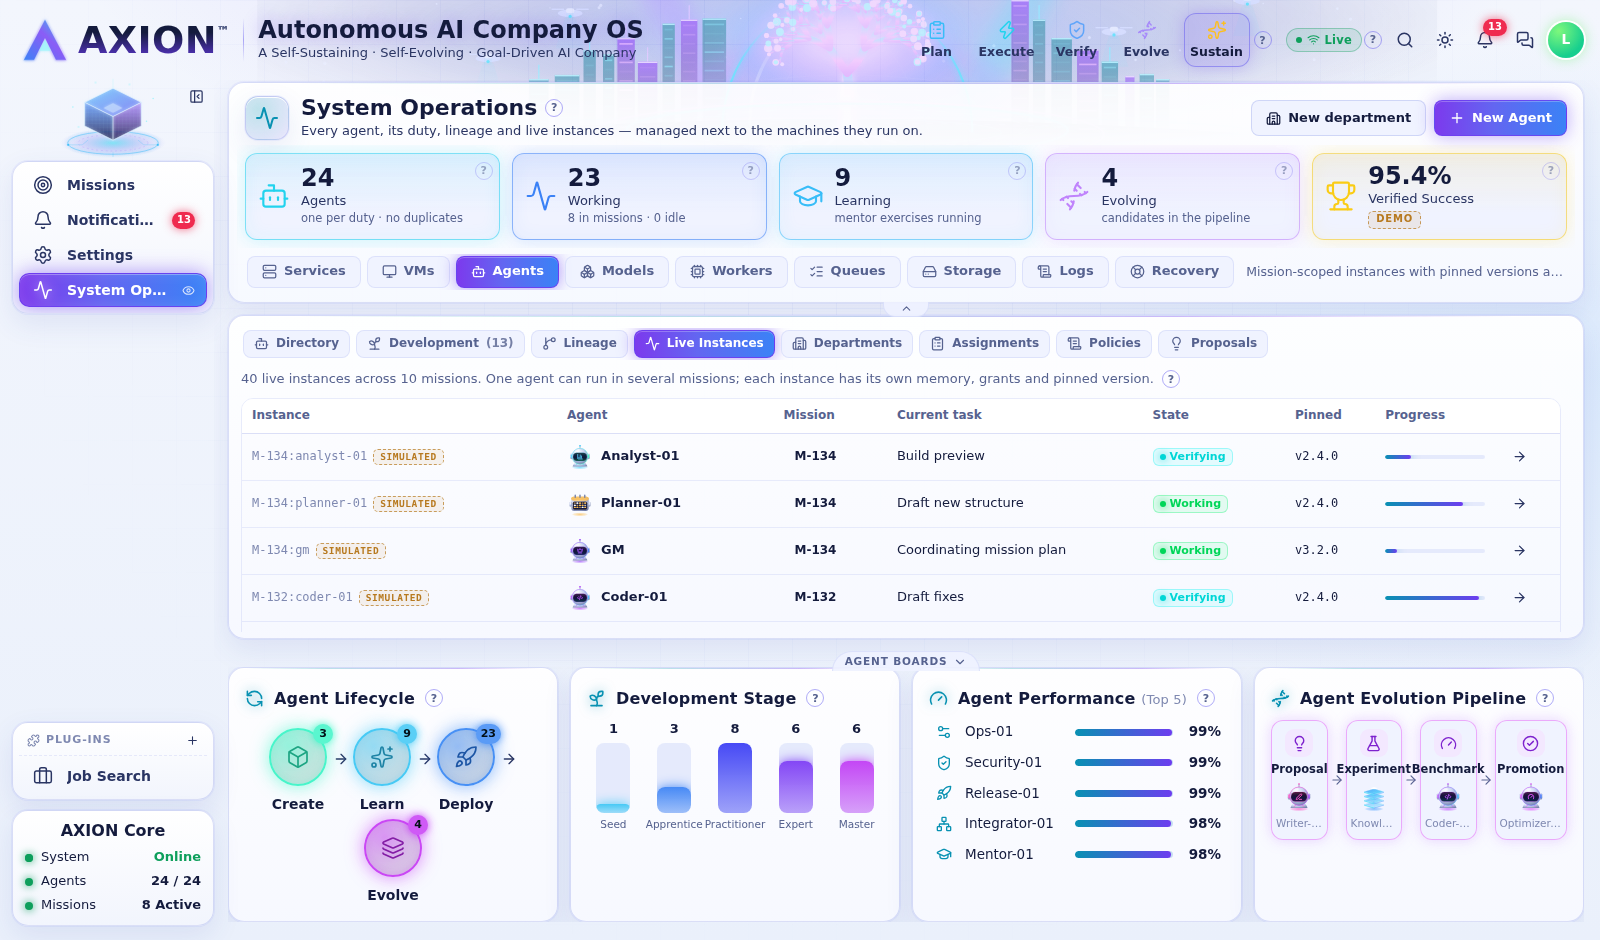 AXION™
Autonomous AI Company OS
A Self-Sustaining · Self-Evolving · Goal-Driven AI Company
Plan
Execute
Verify
Evolve
Sustain
?
Live
?
13
L
System Operations ?
Every agent, its duty, lineage and live instances — managed next to the machines they run on.
New department
New Agent
Missions
Notificati... 13
Settings
System Op...
24
Agents
one per duty · no duplicates
?
23
Working
8 in missions · 0 idle
?
9
Learning
mentor exercises running
?
4
Evolving
candidates in the pipeline
?
95.4%
Verified Success
DEMO
?
Services
VMs
Agents
Models
Workers
Queues
Storage
Logs
Recovery
Mission-scoped instances with pinned versions a...
Directory
Development (13)
Lineage
Live Instances
Departments
Assignments
Policies
Proposals
40 live instances across 10 missions. One agent can run in several missions; each instance has its own memory, grants and pinned version. ?
Instance Agent Mission Current task State Pinned Progress
M-134:analyst-01 SIMULATED Analyst-01 M-134 Build preview Verifying v2.4.0
M-134:planner-01 SIMULATED Planner-01 M-134 Draft new structure Working v2.4.0
M-134:gm SIMULATED GM M-134 Coordinating mission plan Working v3.2.0
M-132:coder-01 SIMULATED Coder-01 M-132 Draft fixes Verifying v2.4.0
PLUG-INS
Job Search
AXION Core
System Online
Agents 24 / 24
Missions 8 Active
AGENT BOARDS
Agent Lifecycle ?
3
Create
9
Learn
23
Deploy
4
Evolve
Development Stage ?
1 3 8 6 6
Seed Apprentice Practitioner Expert Master
Agent Performance (Top 5) ?
Ops-01 99%
Security-01 99%
Release-01 99%
Integrator-01 98%
Mentor-01 98%
Agent Evolution Pipeline ?
Proposal Experiment Benchmark Promotion
Writer-... Knowl... Coder-... Optimizer...